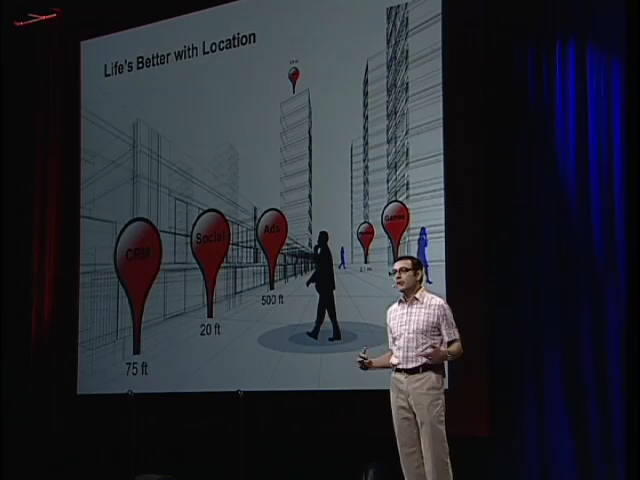 Life's Better with Location
CRM
75 ft
Social
20 ft
Ads
500 ft
Games